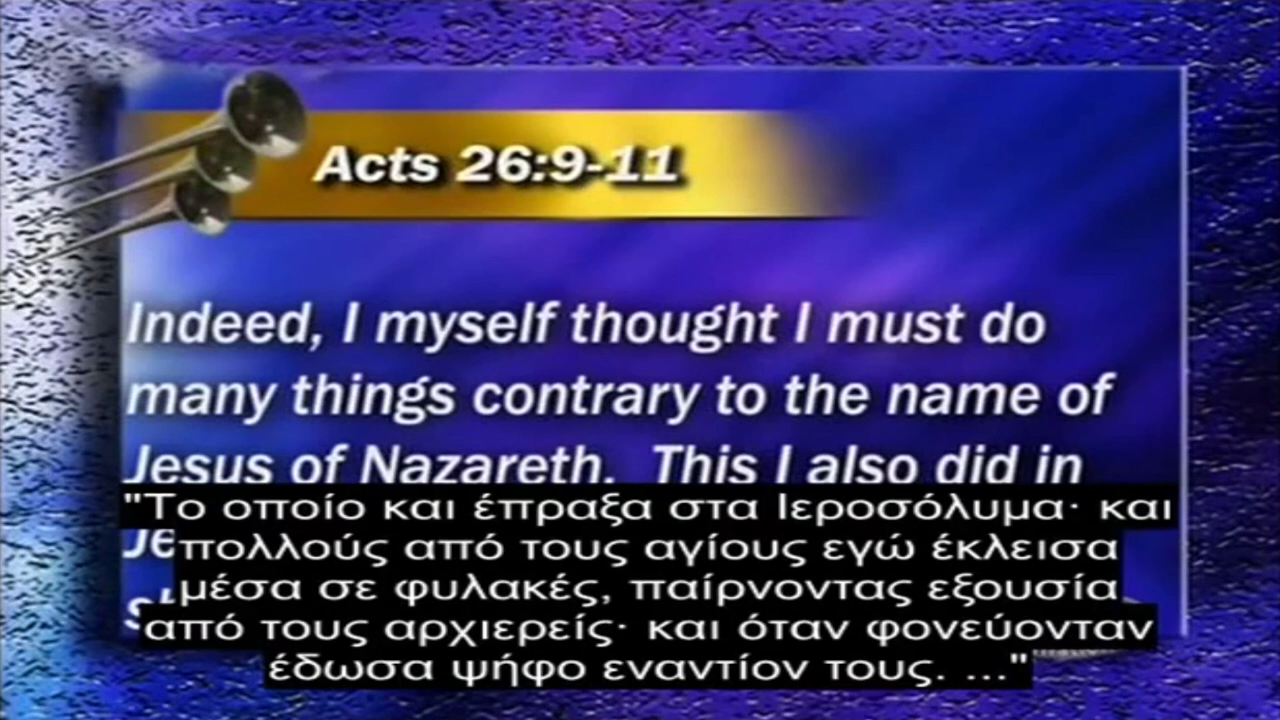 Acts 26:9-11
Indeed, I myself thought I must do
many things contrary to the name of
Jesus of Nazareth. This I also did in
"Το οποίο και έπραξα στα Ιεροσόλυμα· και
πολλούς από τους αγίους εγώ έκλεισα
μέσα σε φυλακές, παίρνοντας εξουσία
από τους αρχιερείς· και όταν φονεύονταν
έδωσα ψήφο εναντίον τους. ..."